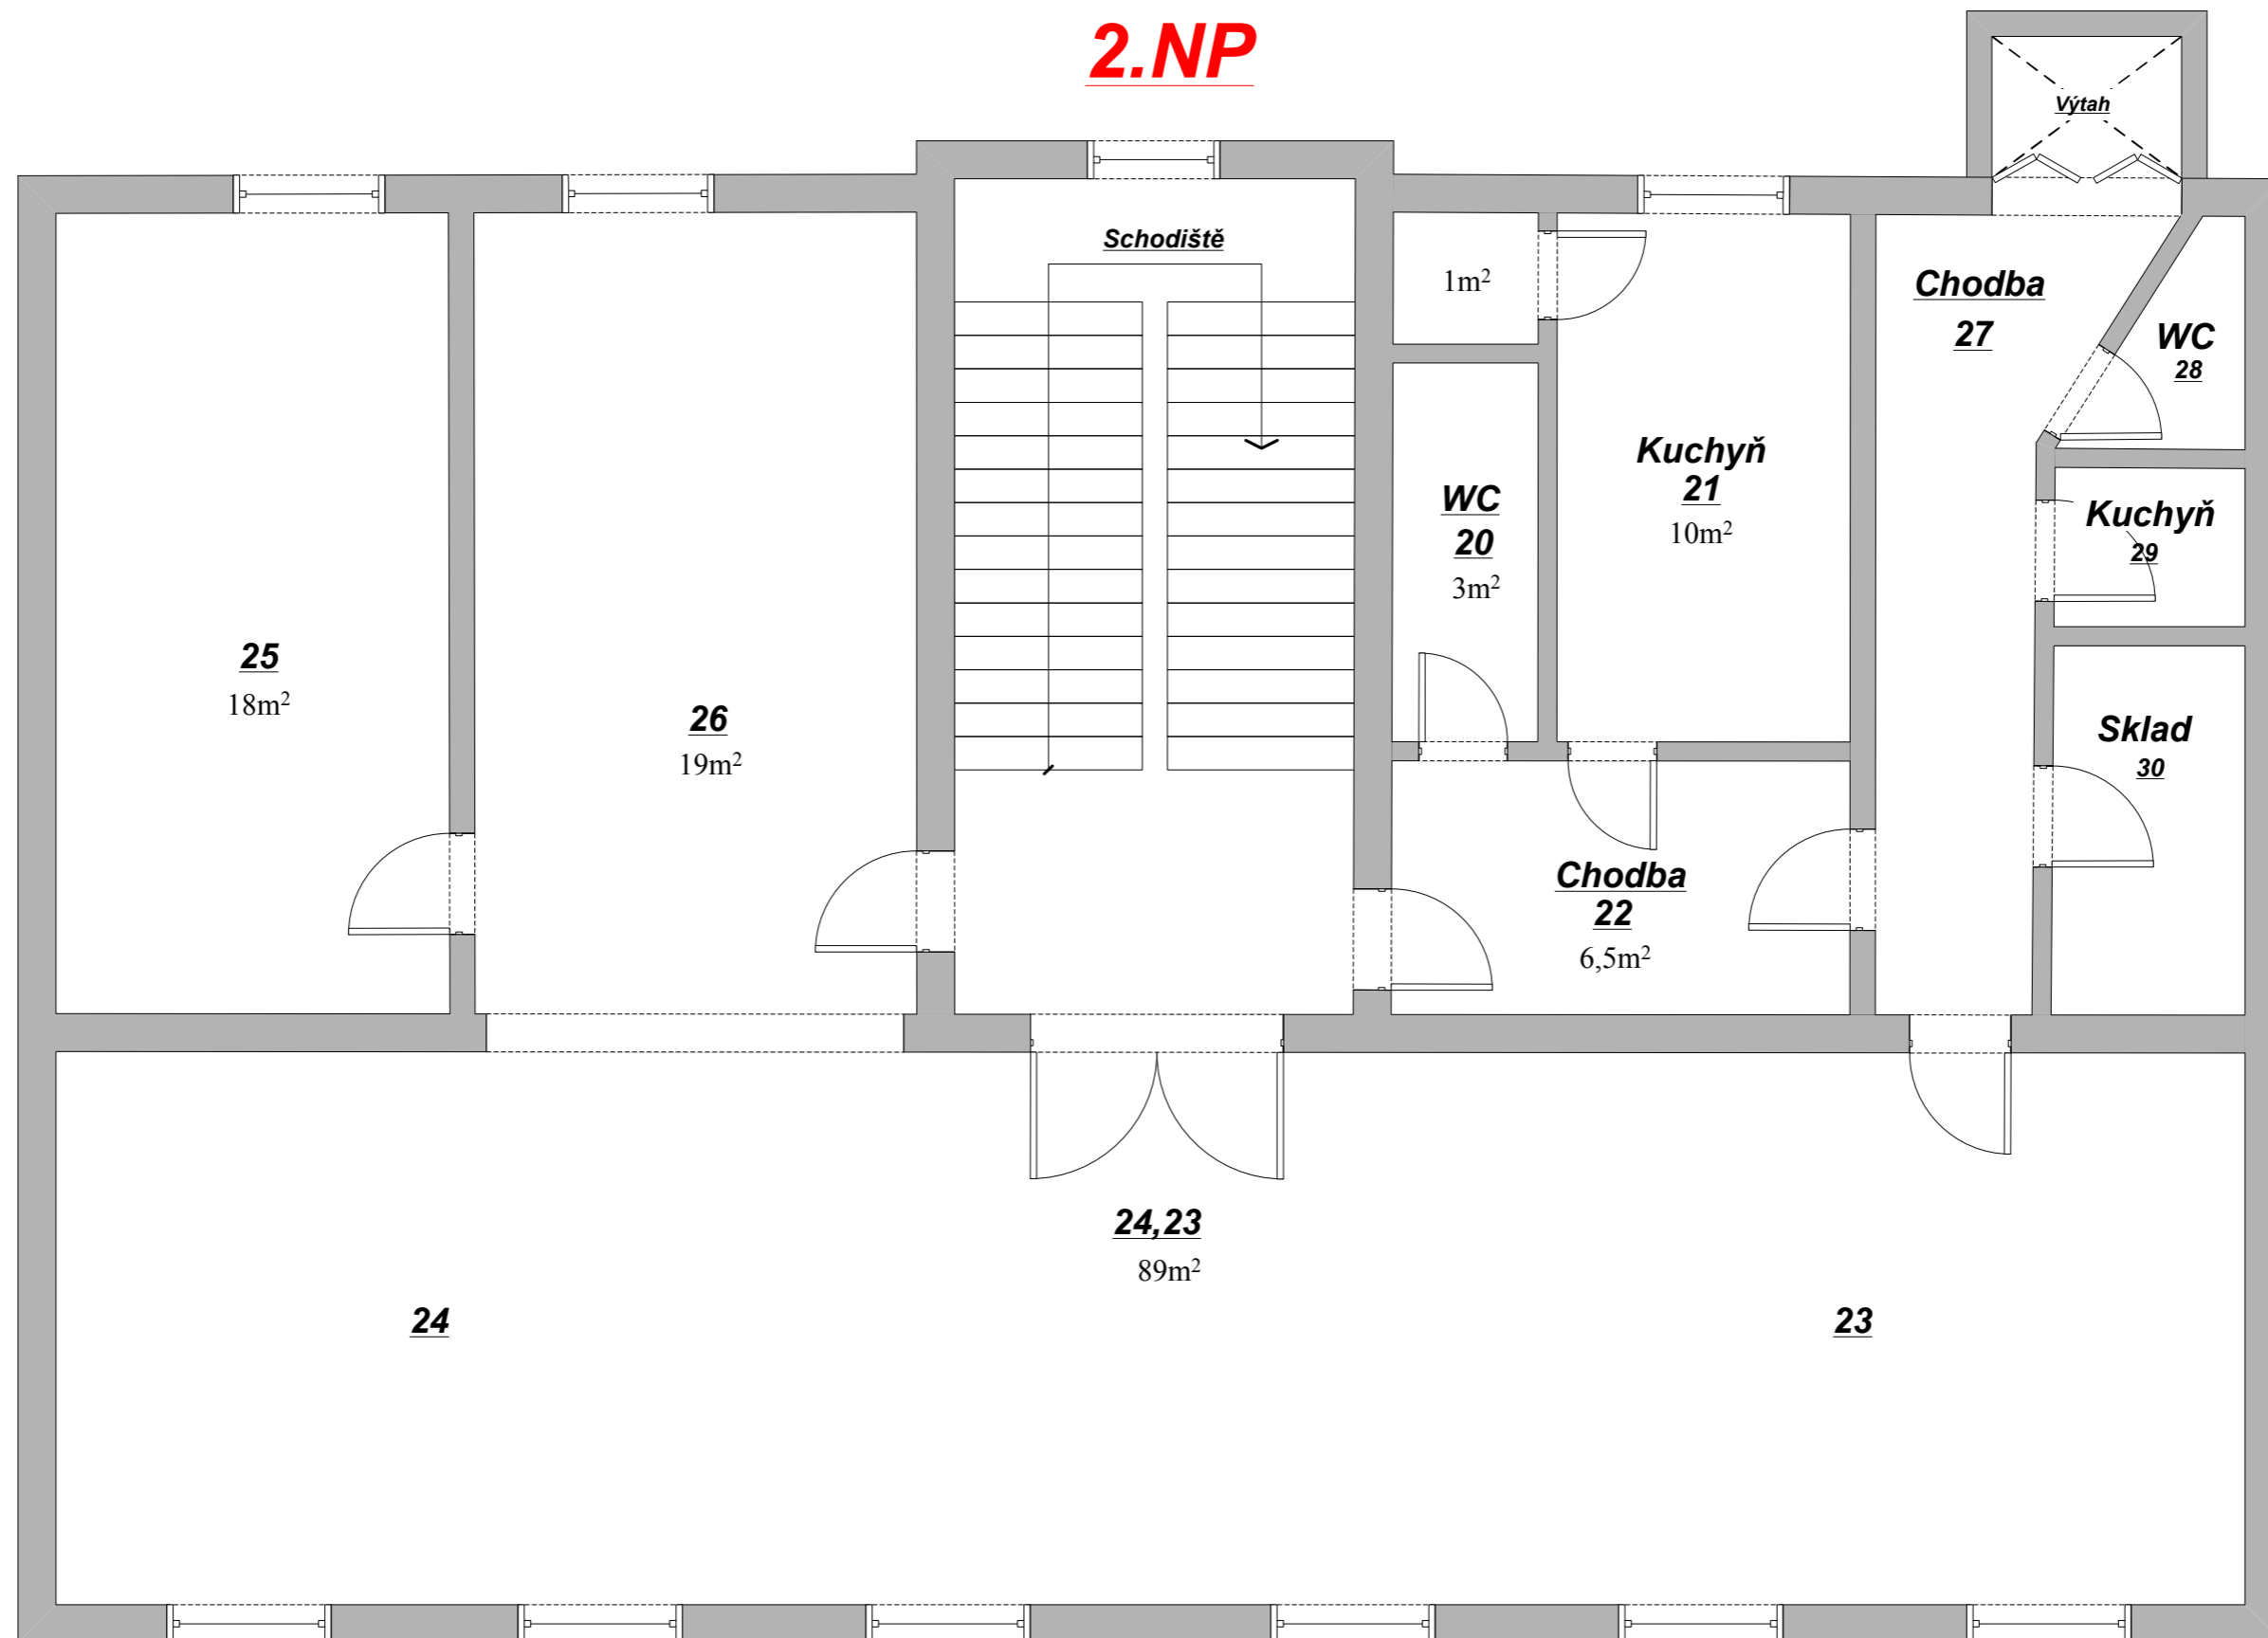 2.NP
Výtah
Schodiště
1m²
Chodba
27
WC
28
Kuchyň
21
10m²
WC
20
3m²
Kuchyň
29
25
18m²
26
19m²
Sklad
30
Chodba
22
6,5m²
24,23
89m²
24
23